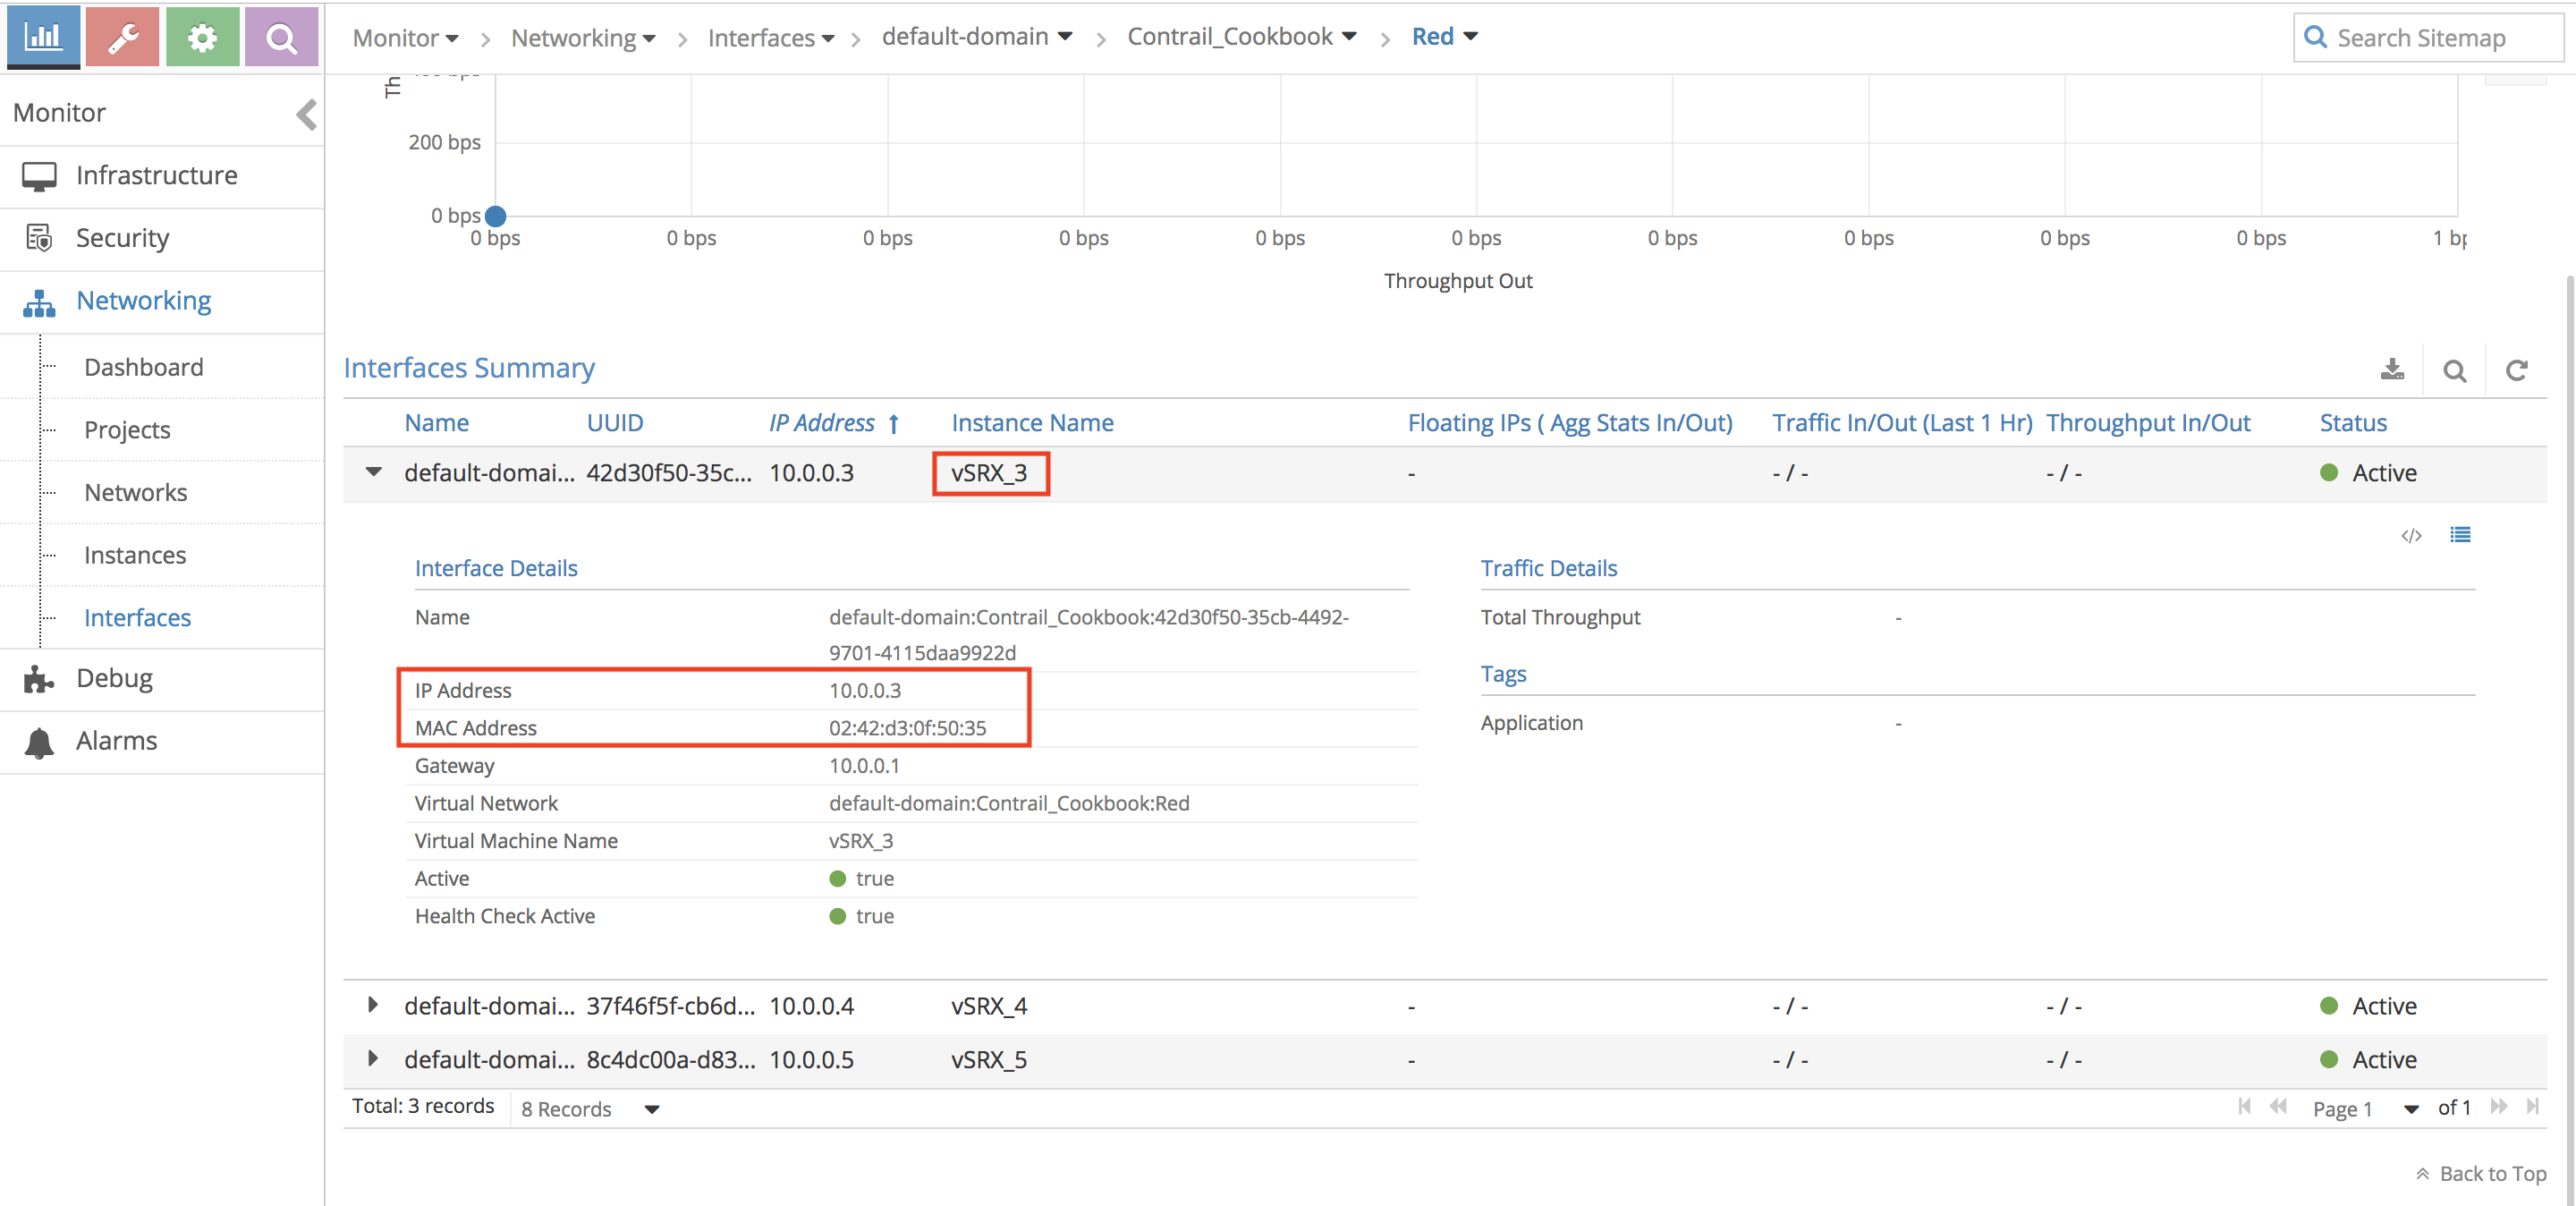 Monitor > Networking > Interfaces > default-domain > Contrail_Cookbook > Red
Search Sitemap
Monitor
Infrastructure
Security
Networking
Dashboard
Projects
Networks
Instances
Interfaces
Debug
Alarms
Th
200 bps
0 bps
0 bps 0 bps 0 bps 0 bps 0 bps 0 bps 0 bps 0 bps 0 bps 0 bps 1 bp
Throughput Out
Interfaces Summary
Name UUID IP Address ↑ Instance Name Floating IPs ( Agg Stats In/Out) Traffic In/Out (Last 1 Hr) Throughput In/Out Status
default-domai... 42d30f50-35c... 10.0.0.3 vSRX_3 - - / - - / - Active
</>
Interface Details
Name default-domain:Contrail_Cookbook:42d30f50-35cb-4492-
9701-4115daa9922d
IP Address 10.0.0.3
MAC Address 02:42:d3:0f:50:35
Gateway 10.0.0.1
Virtual Network default-domain:Contrail_Cookbook:Red
Virtual Machine Name vSRX_3
Active true
Health Check Active true
Traffic Details
Total Throughput -
Tags
Application -
default-domai... 37f46f5f-cb6d... 10.0.0.4 vSRX_4 - - / - - / - Active
default-domai... 8c4dc00a-d83... 10.0.0.5 vSRX_5 - - / - - / - Active
Total: 3 records 8 Records Page 1 of 1
Back to Top